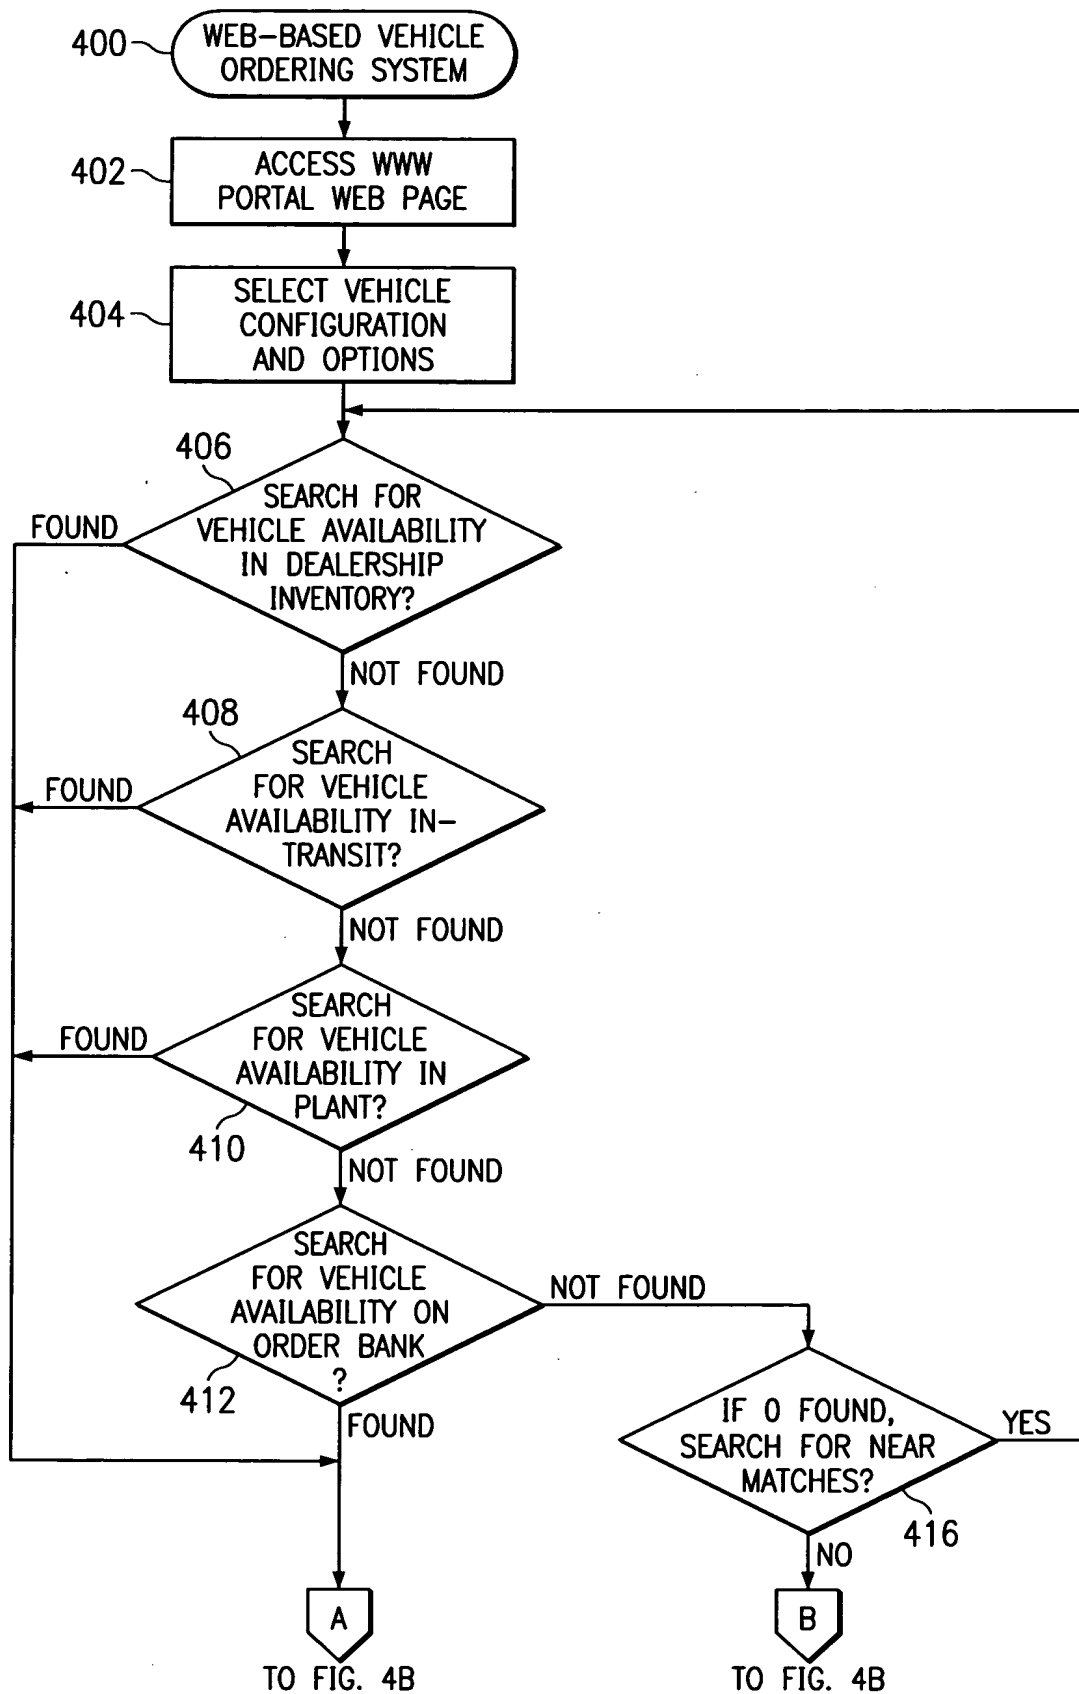 400
WEB-BASED VEHICLE
ORDERING SYSTEM
402
ACCESS WWW
PORTAL WEB PAGE
404
SELECT VEHICLE
CONFIGURATION
AND OPTIONS
406
SEARCH FOR
VEHICLE AVAILABILITY
IN DEALERSHIP
INVENTORY?
FOUND
NOT FOUND
408
SEARCH
FOR VEHICLE
AVAILABILITY IN-
TRANSIT?
FOUND
NOT FOUND
SEARCH
FOR VEHICLE
AVAILABILITY IN
PLANT?
FOUND
410
NOT FOUND
SEARCH
FOR VEHICLE
AVAILABILITY ON
ORDER BANK
?
412
NOT FOUND
FOUND
IF 0 FOUND,
SEARCH FOR NEAR
MATCHES?
YES
416
NO
A
TO FIG. 4B
B
TO FIG. 4B